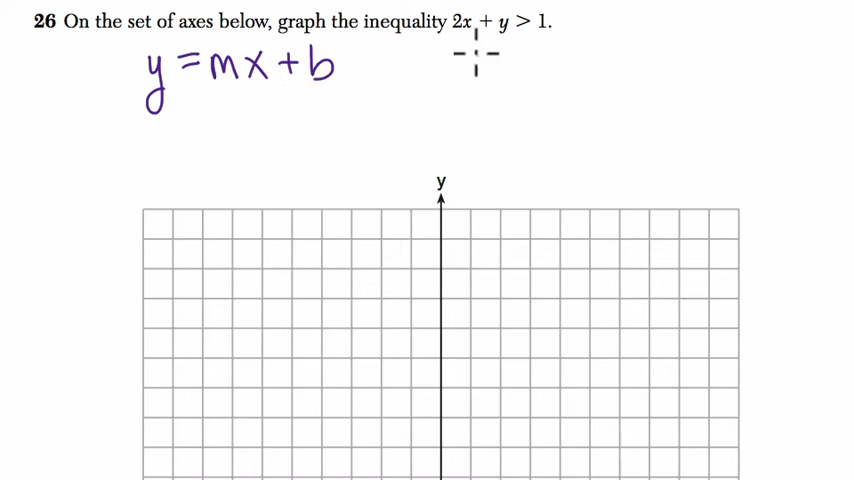 26 On the set of axes below, graph the inequality 2x + y > 1.
y = mx + b
y